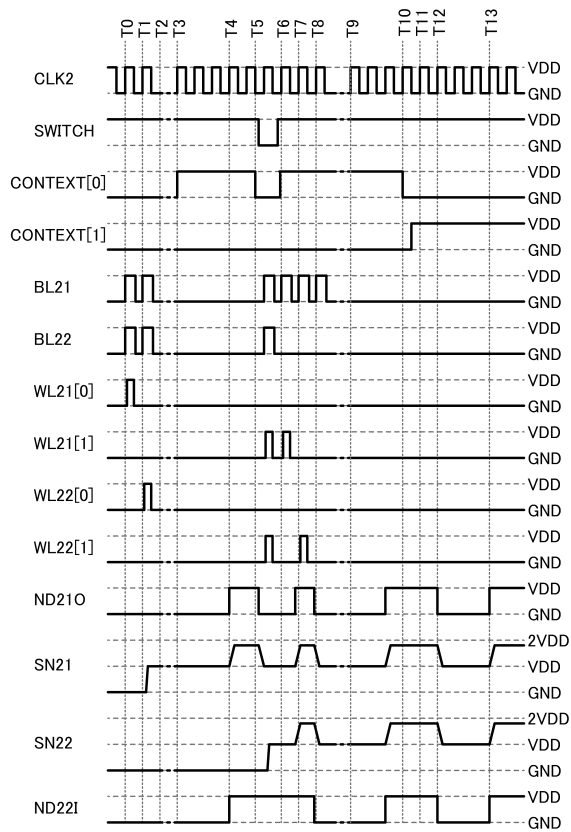 T0 T1 T2 T3 T4 T5 T6 T7 T8 T9 T10 T11 T12 T13
CLK2 VDD
GND
SWITCH VDD
GND
CONTEXT[0] VDD
GND
CONTEXT[1] VDD
GND
BL21 VDD
GND
BL22 VDD
GND
WL21[0] VDD
GND
WL21[1] VDD
GND
WL22[0] VDD
GND
WL22[1] VDD
GND
ND21O VDD
GND
2VDD
SN21 VDD
GND
2VDD
SN22 VDD
GND
ND22I VDD
GND